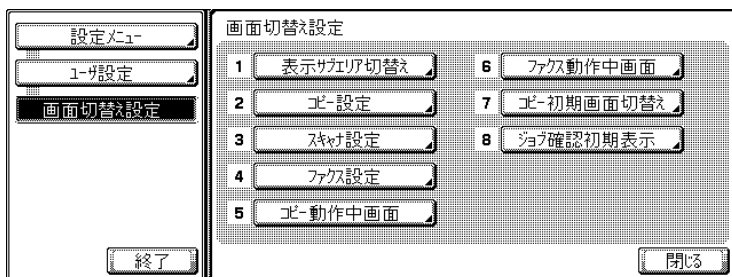 設定メニュー
ユーザ設定
画面切替え設定
終了
画面切替え設定
1 表示サブエリア切替え
2 コピー設定
3 スキャナ設定
4 ファクス設定
5 コピー動作中画面
6 ファクス動作中画面
7 コピー初期画面切替え
8 ジョブ確認初期表示
閉じる